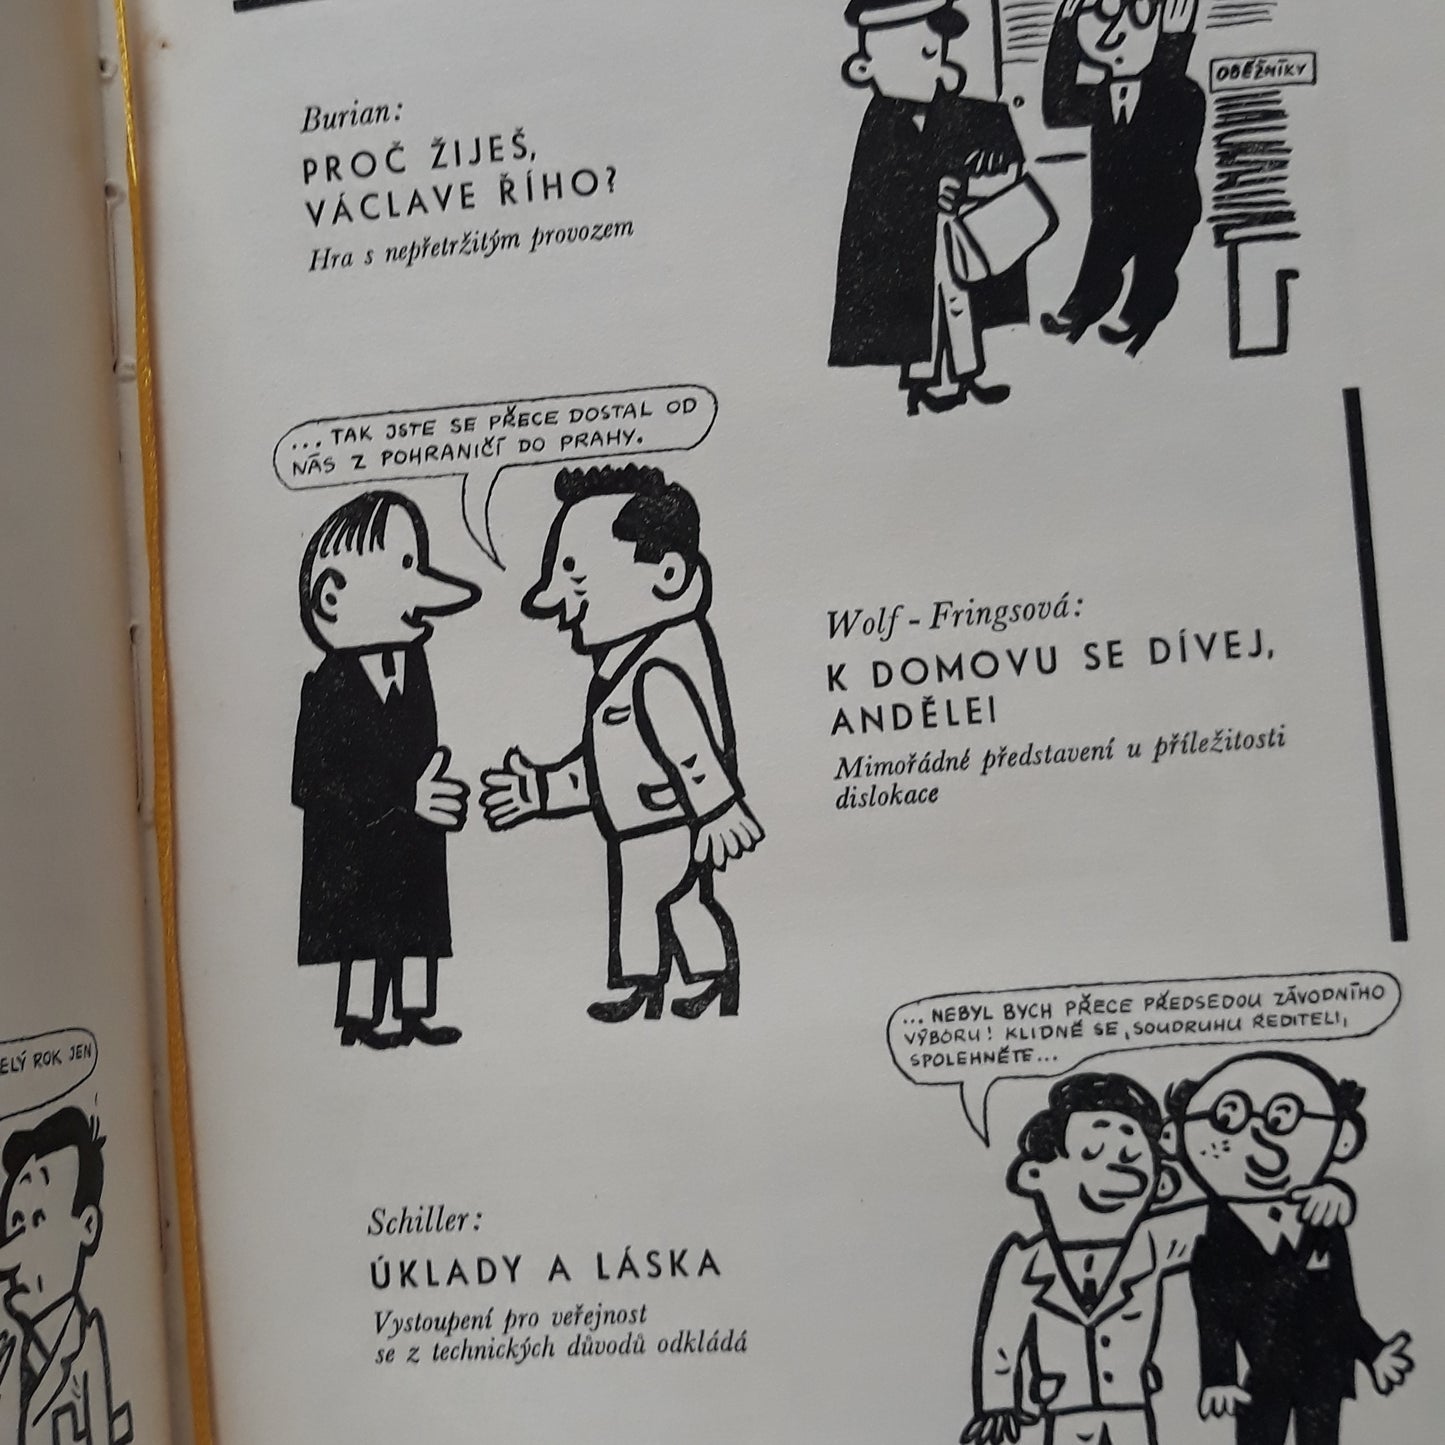 OBĚŽNÍKY
Burian:
PROČ ŽIJEŠ,
VÁCLAVE ŘÍHO?
Hra s nepřetržitým provozem
... TAK JSTE SE PŘECE DOSTAL OD
NÁS Z POHRANIČÍ DO PRAHY.
Wolf - Fringsová:
K DOMOVU SE DÍVEJ,
ANDĚLE!
Mimořádné představení u příležitosti
dislokace
... NEBYL BYCH PŘECE PŘEDSEDOU ZÁVODNÍHO
VÝBORU! KLIDNĚ SE, SOUDRUHU ŘEDITELI,
SPOLEHNĚTE...
ELÝ ROK JEN
Schiller:
ÚKLADY A LÁSKA
Vystoupení pro veřejnost
se z technických důvodů odkládá